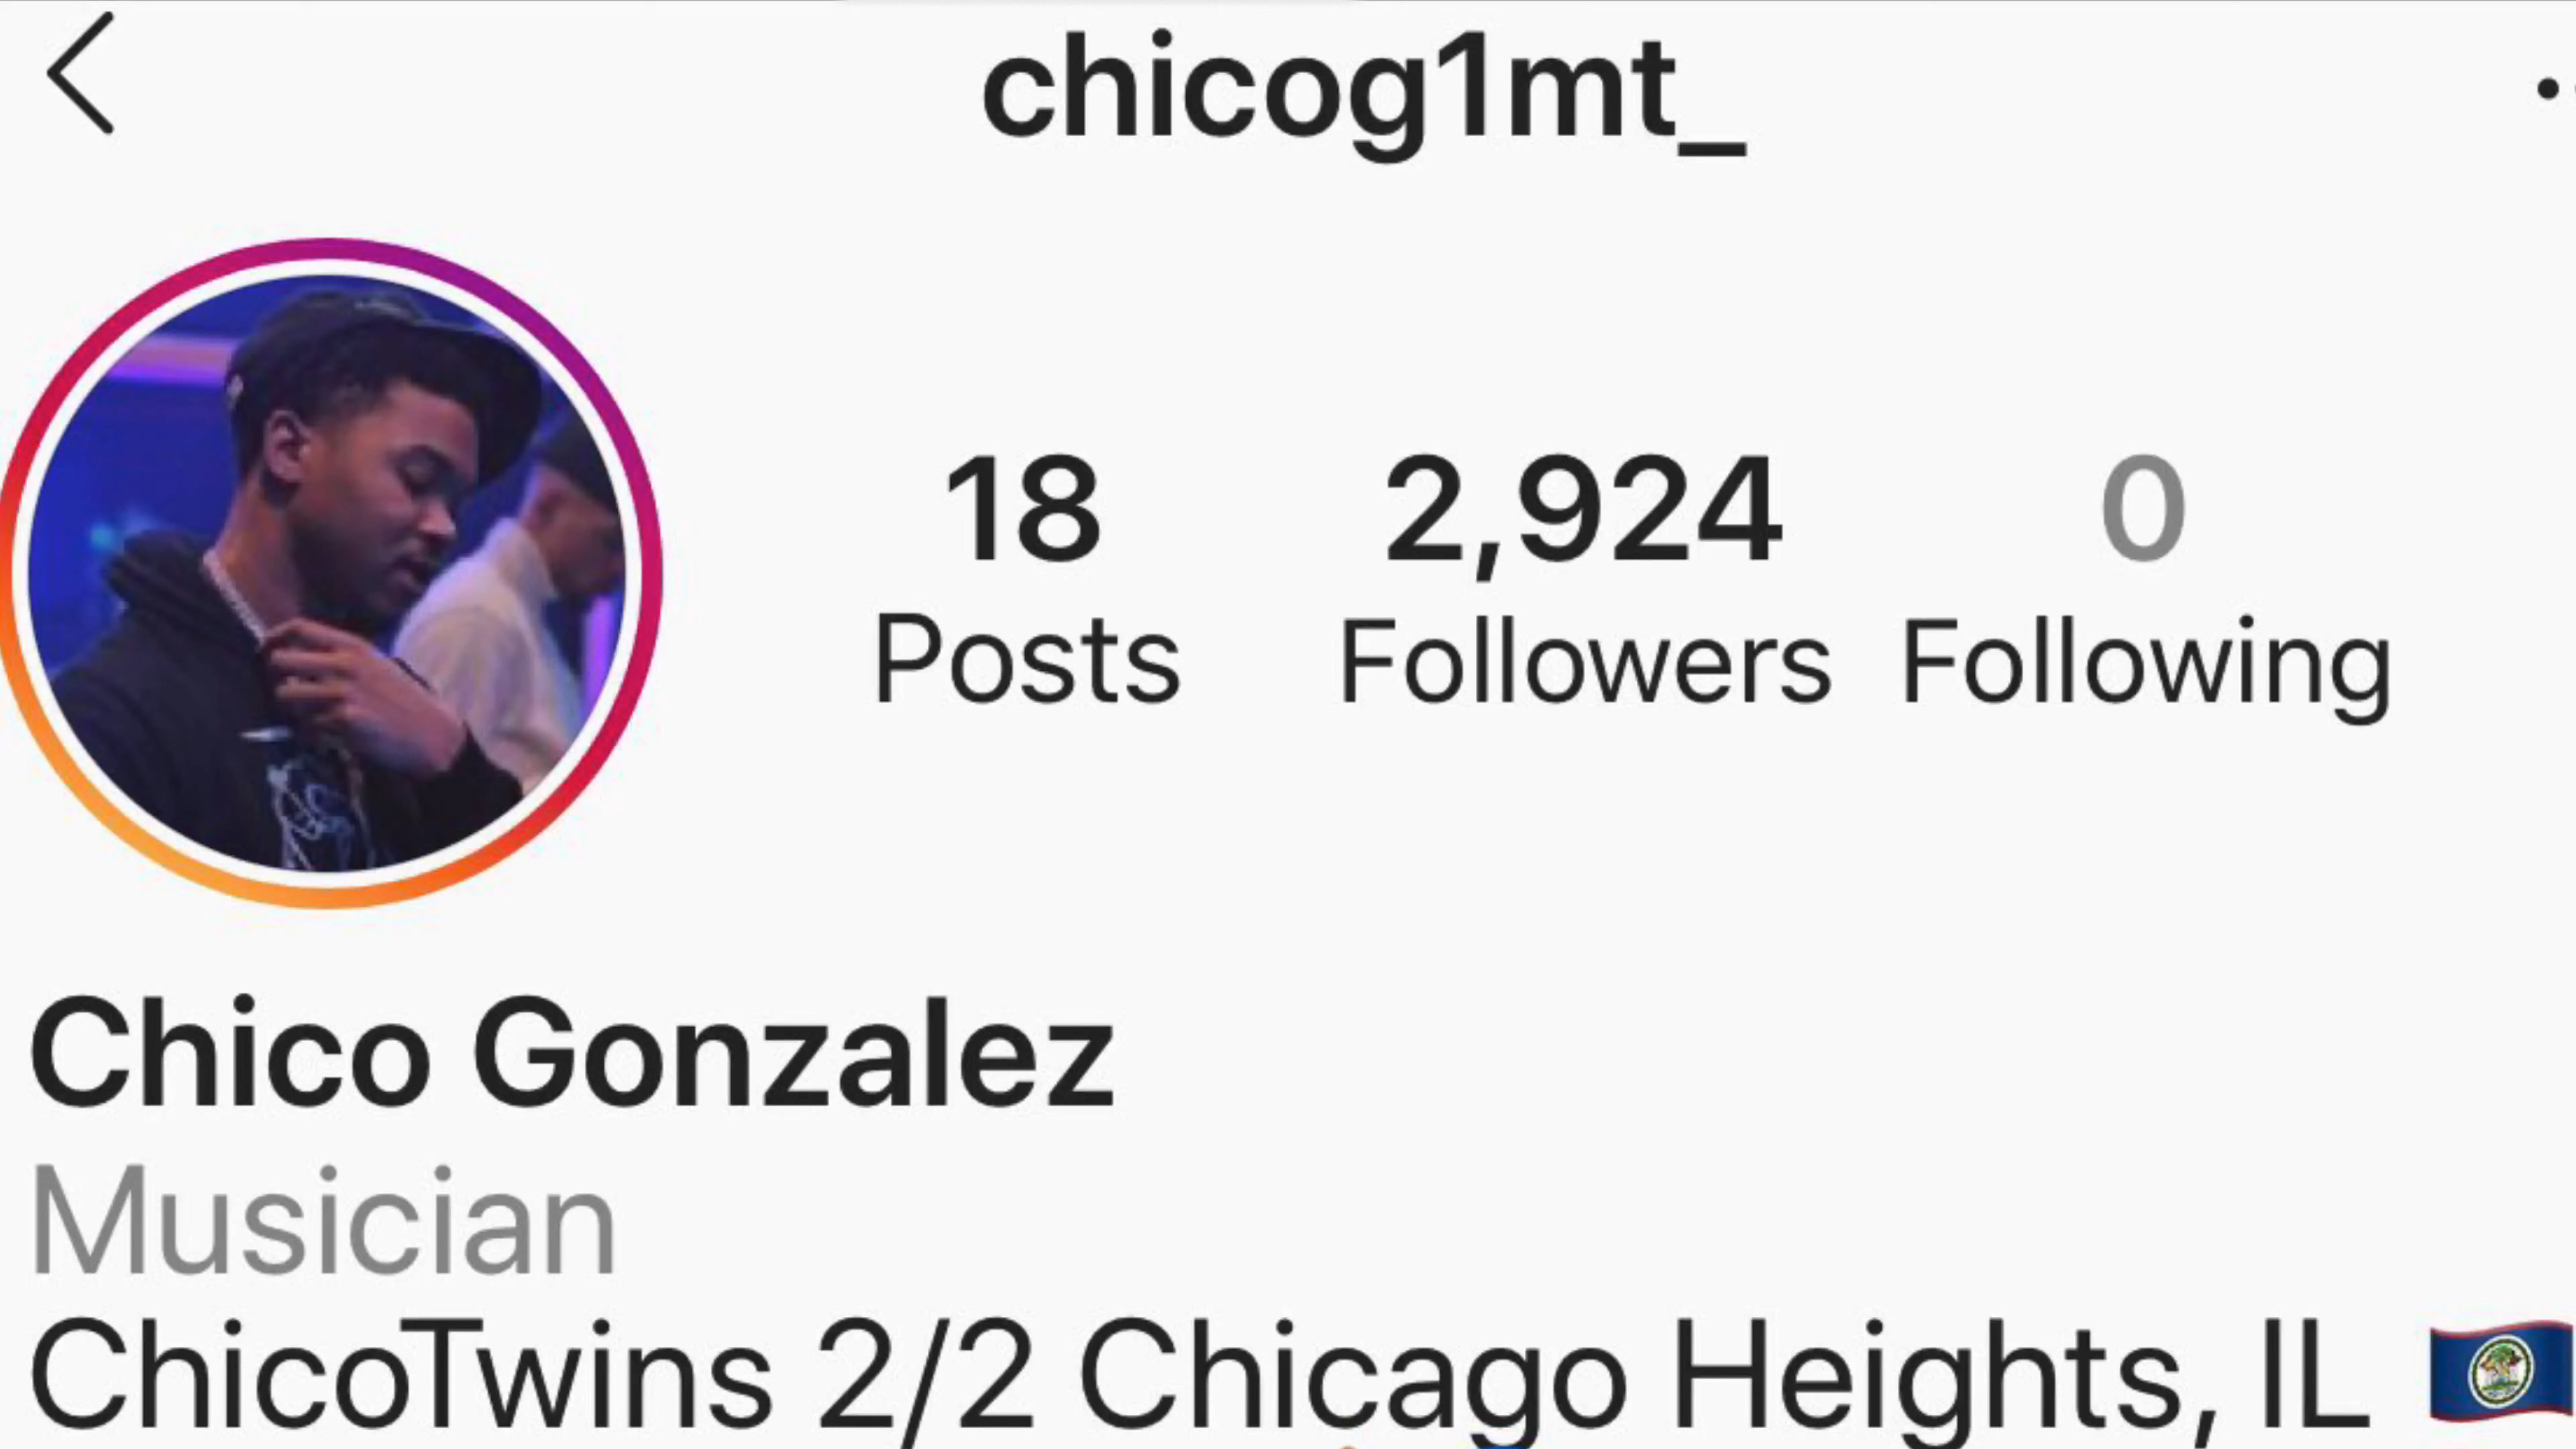 chicog1mt_
18 2,924 0
Posts Followers Following
Chico Gonzalez
Musician
ChicoTwins 2/2 Chicago Heights, IL 🇧🇿